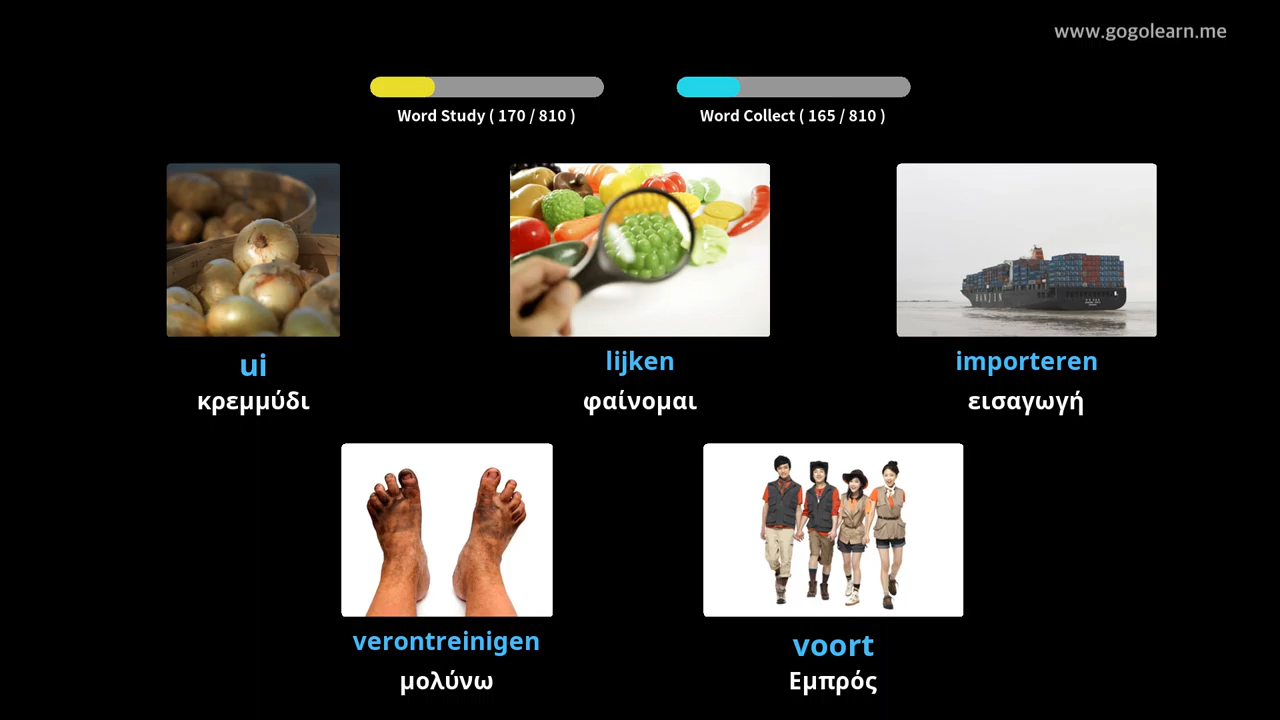 www.gogolearn.me
Word Study ( 170 / 810 )
Word Collect ( 165 / 810 )
HANJIN
ui
lijken
importeren
κρεμμύδι
φαίνομαι
εισαγωγή
verontreinigen
voort
μολύνω
Εμπρός